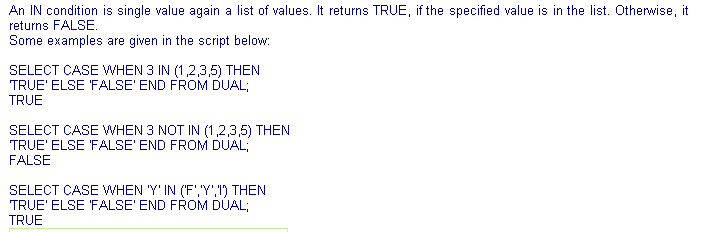 An IN condition is single value again a list of values. It returns TRUE, if the specified value is in the list. Otherwise, it
returns FALSE.
Some examples are given in the script below:
SELECT CASE WHEN 3 IN (1,2,3,5) THEN
'TRUE' ELSE 'FALSE' END FROM DUAL;
TRUE
SELECT CASE WHEN 3 NOT IN (1,2,3,5) THEN
'TRUE' ELSE 'FALSE' END FROM DUAL;
FALSE
SELECT CASE WHEN 'Y' IN ('F','Y','I') THEN
'TRUE' ELSE 'FALSE' END FROM DUAL;
TRUE